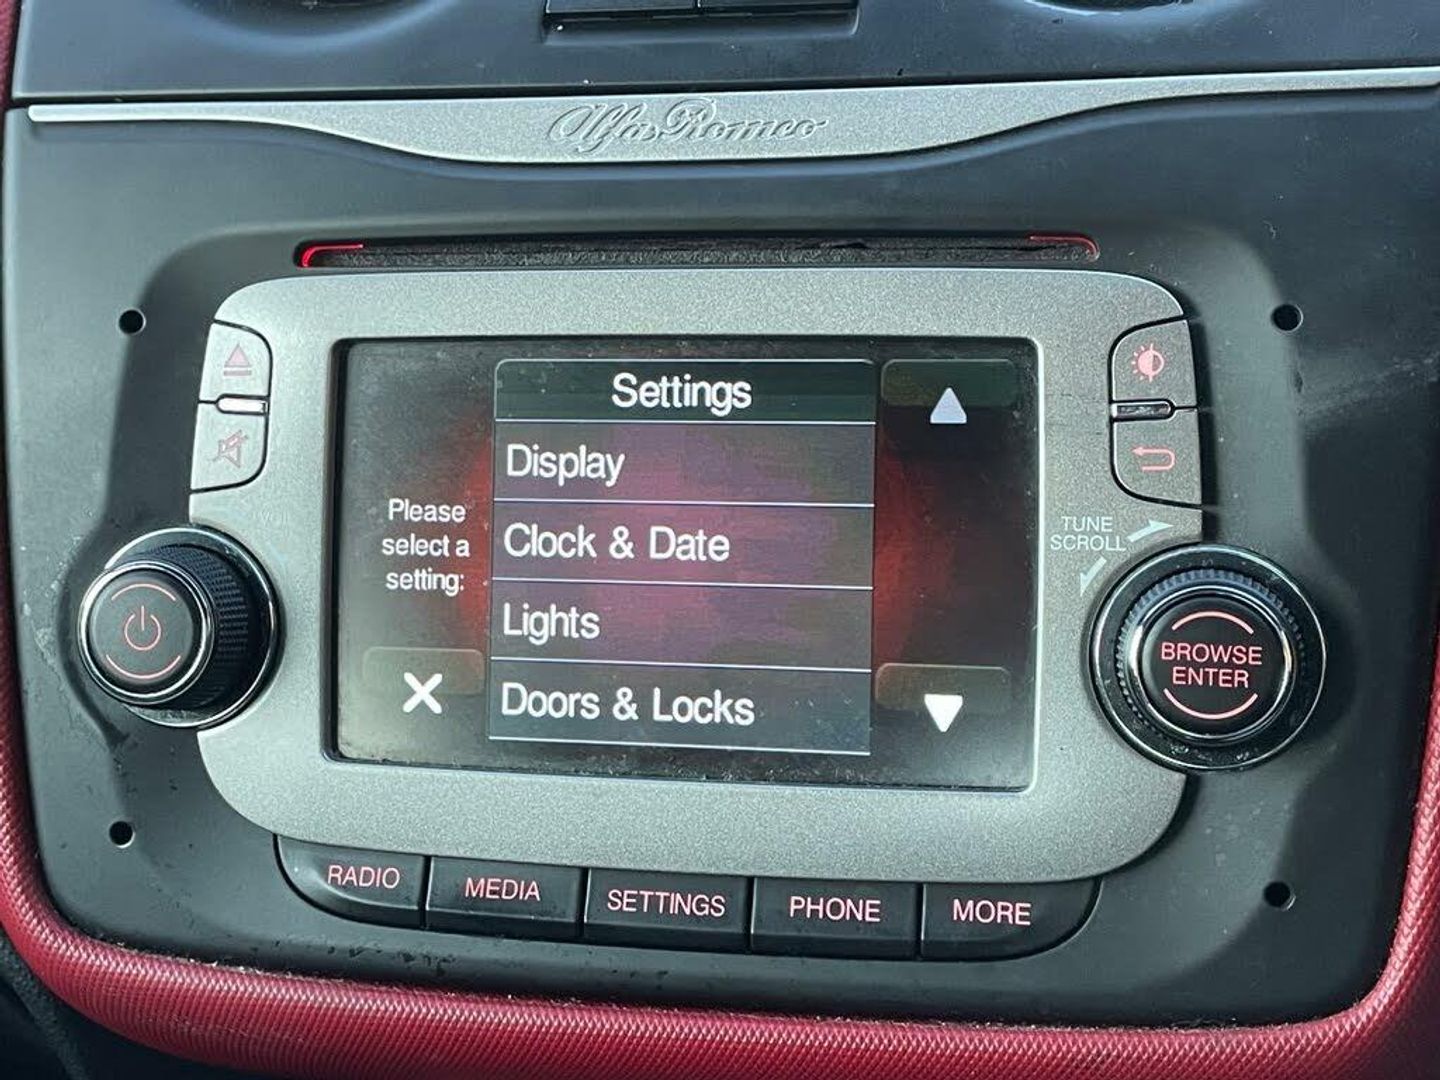 Alfa Romeo
Settings
Display
Clock & Date
Lights
Doors & Locks
Please
select a
setting:
VOL
TUNE
SCROLL
BROWSE
ENTER
RADIO
MEDIA
SETTINGS
PHONE
MORE